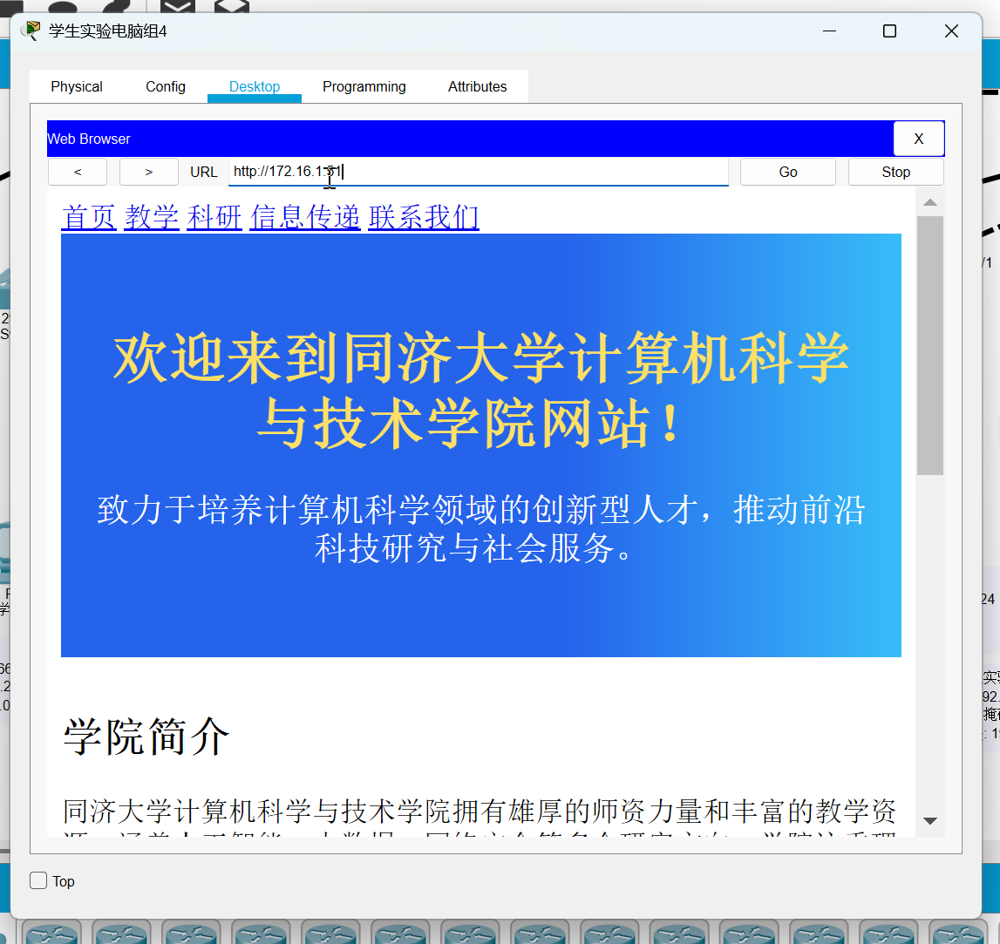 学生实验电脑组4
Physical Config Desktop Programming Attributes
Web Browser X
< > URL http://172.16.1.51 Go Stop
首页 教学 科研 信息传递 联系我们
欢迎来到同济大学计算机科学
与技术学院网站！
致力于培养计算机科学领域的创新型人才，推动前沿
科技研究与社会服务。
学院简介
同济大学计算机科学与技术学院拥有雄厚的师资力量和丰富的教学资
Top
/1
24
92.